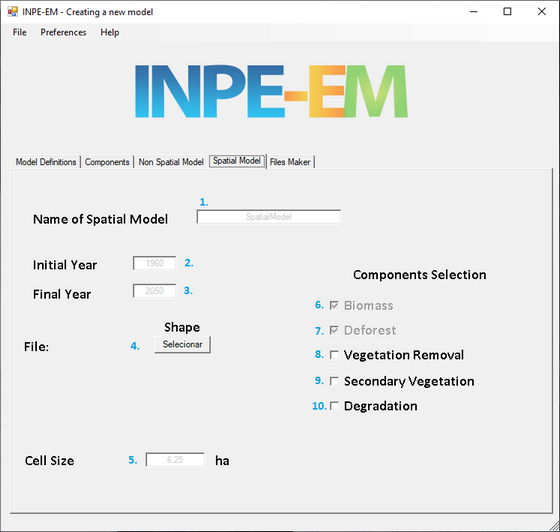 INPE-EM - Creating a new model
File Preferences Help
INPE-EM
Model Definitions Components Non Spatial Model Spatial Model Files Maker
1.
Name of Spatial Model SpatialModel
Initial Year 1960 2.
Final Year 2050 3.
Components Selection
6. Biomass
7. Deforest
Shape
File: 4. Selecionar
8. Vegetation Removal
9. Secondary Vegetation
10. Degradation
Cell Size 5. 6.25 ha